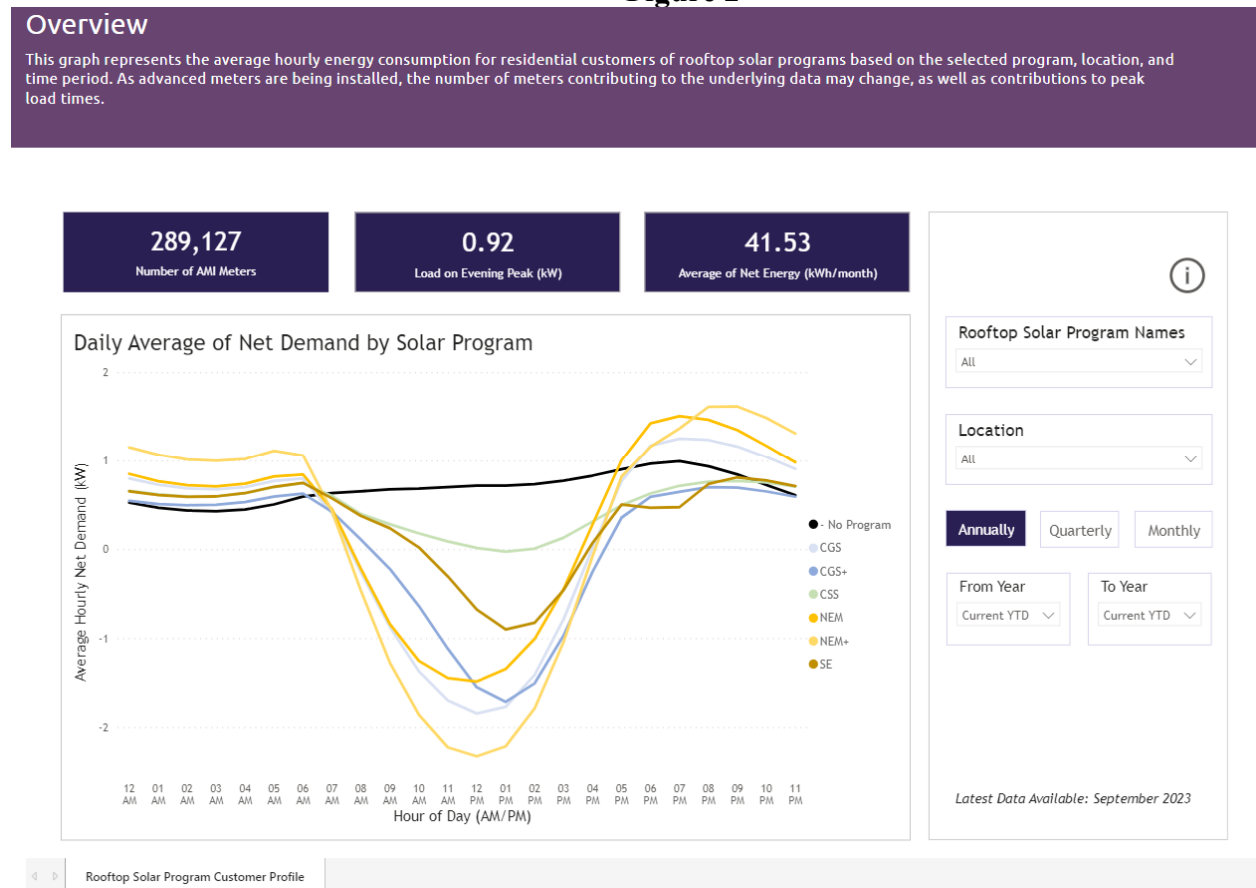 Overview
This graph represents the average hourly energy consumption for residential customers of rooftop solar programs based on the selected program, location, and
time period. As advanced meters are being installed, the number of meters contributing to the underlying data may change, as well as contributions to peak
load times.
289,127
Number of AMI Meters
0.92
Load on Evening Peak (kW)
41.53
Average of Net Energy (kWh/month)
Daily Average of Net Demand by Solar Program
Average Hourly Net Demand (kW)
2
1
0
-1
-2
12 AM
01 AM
02 AM
03 AM
04 AM
05 AM
06 AM
07 AM
08 AM
09 AM
10 AM
11 AM
12 PM
01 PM
02 PM
03 PM
04 PM
05 PM
06 PM
07 PM
08 PM
09 PM
10 PM
11 PM
Hour of Day (AM/PM)
- No Program
CGS
CGS+
CSS
NEM
NEM+
SE
i
Rooftop Solar Program Names
All
Location
All
Annually Quarterly Monthly
From Year
Current YTD
To Year
Current YTD
Latest Data Available: September 2023
Rooftop Solar Program Customer Profile